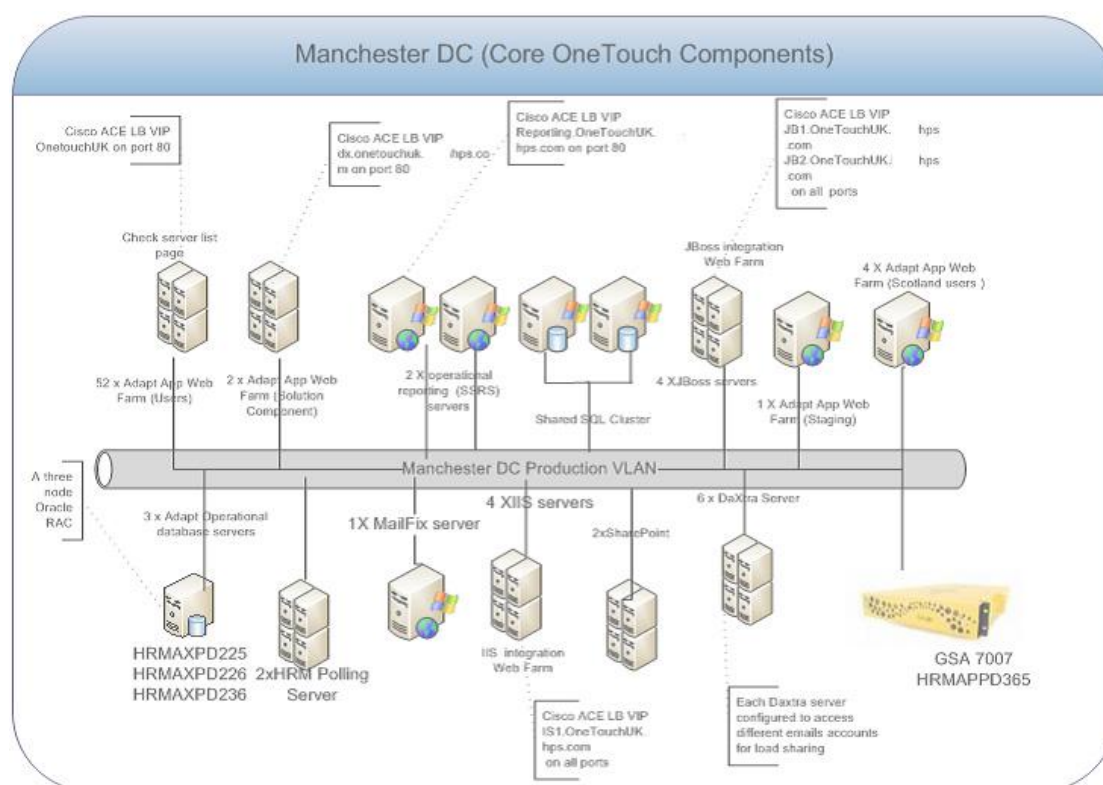 Manchester DC (Core OneTouch Components)
Cisco ACE LB VIP
OnetouchUK on port 80
Cisco ACE LB VIP
dx.onetouchuk. /hps.co
m on port 80
Cisco ACE LB VIP
Reporting.OneTouchUK.
hps.com on port 80
Cisco ACE LB VIP
JB1.OneTouchUK. hps
.com
JB2.OneTouchUK. hps
.com
on all ports
Check server list
page
JBoss integration
Web Farm
4 X Adapt App Web
Farm (Scotland users )
52 x Adapt App Web
Farm (Users)
2 x Adapt App Web
Farm (Solution
Component)
2 X operational
reporting (SSRS)
servers
Shared SQL Cluster
4 XJBoss servers
1 X Adapt App Web
Farm (Staging)
Manchester DC Production VLAN
A three
node
Oracle
RAC
3 x Adapt Operational
database servers
1X MailFix server
4 XIIS servers
2xSharePoint
6 x DaXtra Server
HRMAXPD225
HRMAXPD226
HRMAXPD236
2xHRM Polling
Server
IIS integration
Web Farm
GSA 7007
HRMAPPD365
Cisco ACE LB VIP
IS1.OneTouchUK.
hps.com
on all ports
Each Daxtra server
configured to access
different emails accounts
for load sharing